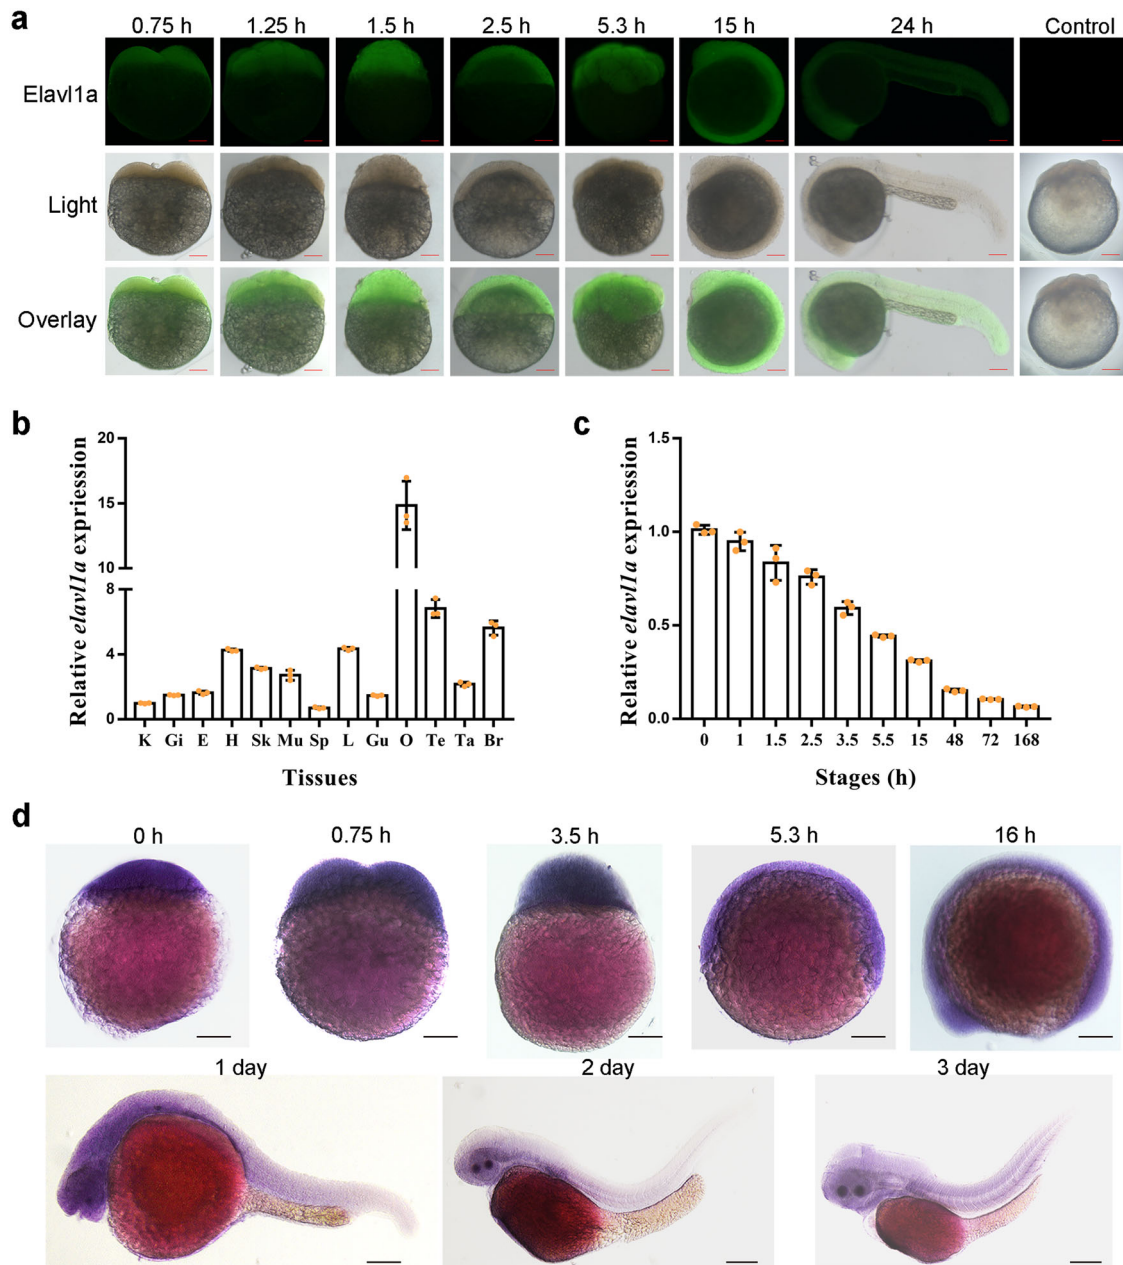 a
0.75 h 1.25 h 1.5 h 2.5 h 5.3 h 15 h 24 h Control
Elavl1a
Light
Overlay
b
Relative elavl1a expriession
20
15
10
8
4
0
K Gi E H Sk Mu Sp L Gu O Te Ta Br
Tissues
c
Relative elavl1a expriession
1.5
1.0
0.5
0.0
0 1 1.5 2.5 3.5 5.5 15 48 72 168
Stages (h)
d
0 h 0.75 h 3.5 h 5.3 h 16 h
1 day 2 day 3 day